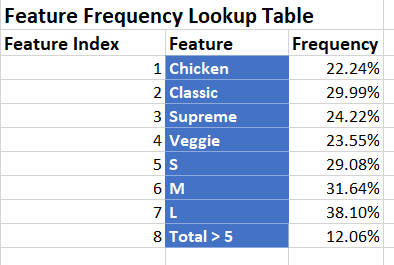 Feature Frequency Lookup Table
Feature Index Feature Frequency
1 Chicken 22.24%
2 Classic 29.99%
3 Supreme 24.22%
4 Veggie 23.55%
5 S 29.08%
6 M 31.64%
7 L 38.10%
8 Total > 5 12.06%